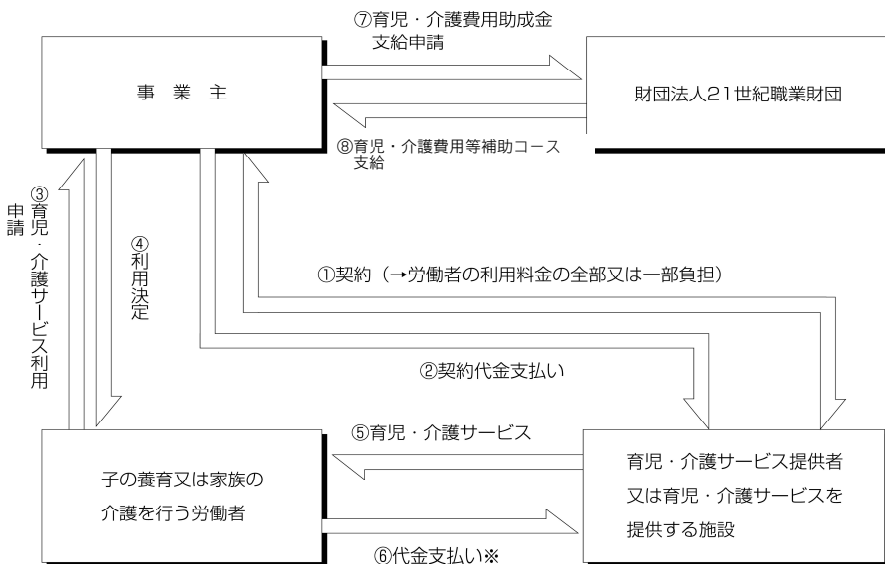 ⑦育児・介護費用助成金
支給申請
事　業　主
財団法人21世紀職業財団
⑧育児・介護費用等補助コース
支給
③育児・介護サービス利用
申請
④利用決定
①契約（→労働者の利用料金の全部又は一部負担）
②契約代金支払い
⑤育児・介護サービス
子の養育又は家族の
介護を行う労働者
育児・介護サービス提供者
又は育児・介護サービスを
提供する施設
⑥代金支払い※